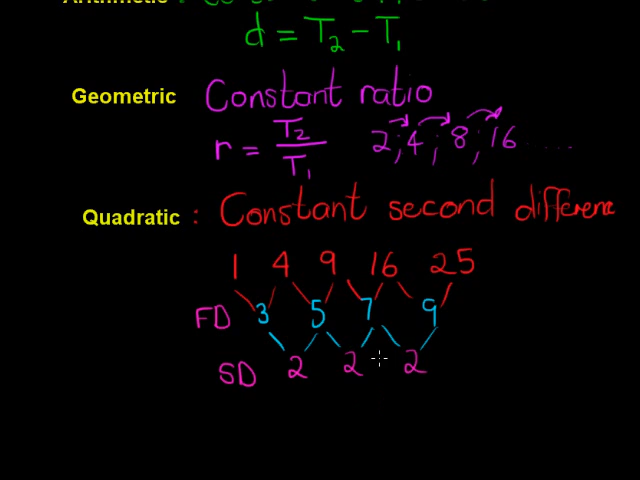 Arithmetic :
d = T2 - T1
Geometric Constant ratio
r = T2/T1 2; 4; 8; 16 .....
Quadratic : Constant second difference
1 4 9 16 25
FD 3 5 7 9
SD 2 2 2